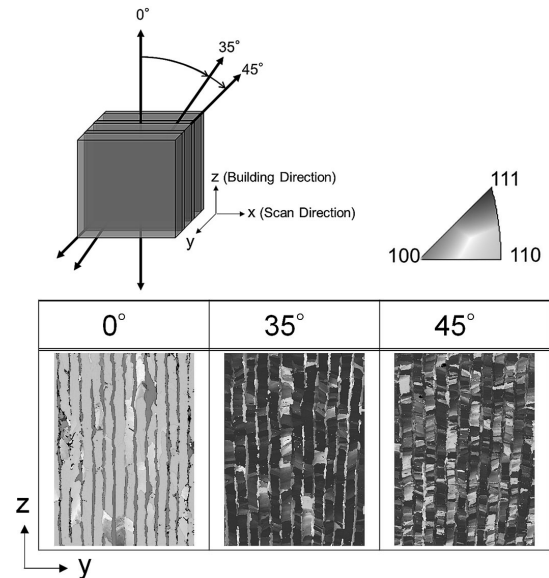 0°
35°
45°
z (Building Direction)
x (Scan Direction)
y
111
100
110
0°
35°
45°
z
y